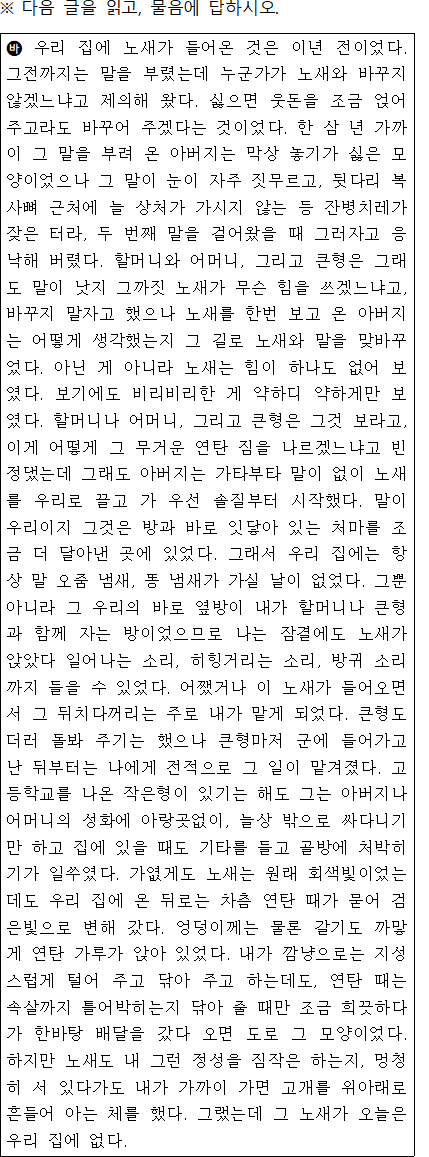 ※ 다음 글을 읽고, 물음에 답하시오.
바 우리 집에 노새가 들어온 것은 이년 전이었다.
그전까지는 말을 부렸는데 누군가가 노새와 바꾸지
않겠느냐고 제의해 왔다. 싫으면 웃돈을 조금 얹어
주고라도 바꾸어 주겠다는 것이었다. 한 삼 년 가까
이 그 말을 부려 온 아버지는 막상 놓기가 싫은 모
양이었으나 그 말이 눈이 자주 짓무르고, 뒷다리 복
사뼈 근처에 늘 상처가 가시지 않는 등 잔병치레가
잦은 터라, 두 번째 말을 걸어왔을 때 그러자고 응
낙해 버렸다. 할머니와 어머니, 그리고 큰형은 그래
도 말이 낫지 그까짓 노새가 무슨 힘을 쓰겠느냐고,
바꾸지 말자고 했으나 노새를 한번 보고 온 아버지
는 어떻게 생각했는지 그 길로 노새와 말을 맞바꾸
었다. 아닌 게 아니라 노새는 힘이 하나도 없어 보
였다. 보기에도 비리비리한 게 약하디 약하게만 보
였다. 할머니나 어머니, 그리고 큰형은 그것 보라고,
이게 어떻게 그 무거운 연탄 짐을 나르겠느냐고 빈
정댔는데 그래도 아버지는 가타부타 말이 없이 노새
를 우리로 끌고 가 우선 솔질부터 시작했다. 말이
우리이지 그것은 방과 바로 잇닿아 있는 처마를 조
금 더 달아낸 곳에 있었다. 그래서 우리 집에는 항
상 말 오줌 냄새, 똥 냄새가 가실 날이 없었다. 그뿐
아니라 그 우리의 바로 옆방이 내가 할머니나 큰형
과 함께 자는 방이었으므로 나는 잠결에도 노새가
앉았다 일어나는 소리, 히힝거리는 소리, 방귀 소리
까지 들을 수 있었다. 어쨌거나 이 노새가 들어오면
서 그 뒤치다꺼리는 주로 내가 맡게 되었다. 큰형도
더러 돌봐 주기는 했으나 큰형마저 군에 들어가고
난 뒤부터는 나에게 전적으로 그 일이 맡겨졌다. 고
등학교를 나온 작은형이 있기는 해도 그는 아버지나
어머니의 성화에 아랑곳없이, 늘상 밖으로 싸다니기
만 하고 집에 있을 때도 기타를 들고 골방에 처박히
기가 일쑤였다. 가엾게도 노새는 원래 회색빛이었는
데도 우리 집에 온 뒤로는 차츰 연탄 때가 묻어 검
은빛으로 변해 갔다. 엉덩이께는 물론 갈기도 까맣
게 연탄 가루가 앉아 있었다. 내가 깜냥으로는 지성
스럽게 털어 주고 닦아 주고 하는데도, 연탄 때는
속살까지 틀어박히는지 닦아 줄 때만 조금 희끗하다
가 한바탕 배달을 갔다 오면 도로 그 모양이었다.
하지만 노새도 내 그런 정성을 짐작은 하는지, 멍청
히 서 있다가도 내가 가까이 가면 고개를 위아래로
흔들어 아는 체를 했다. 그랬는데 그 노새가 오늘은
우리 집에 없다.